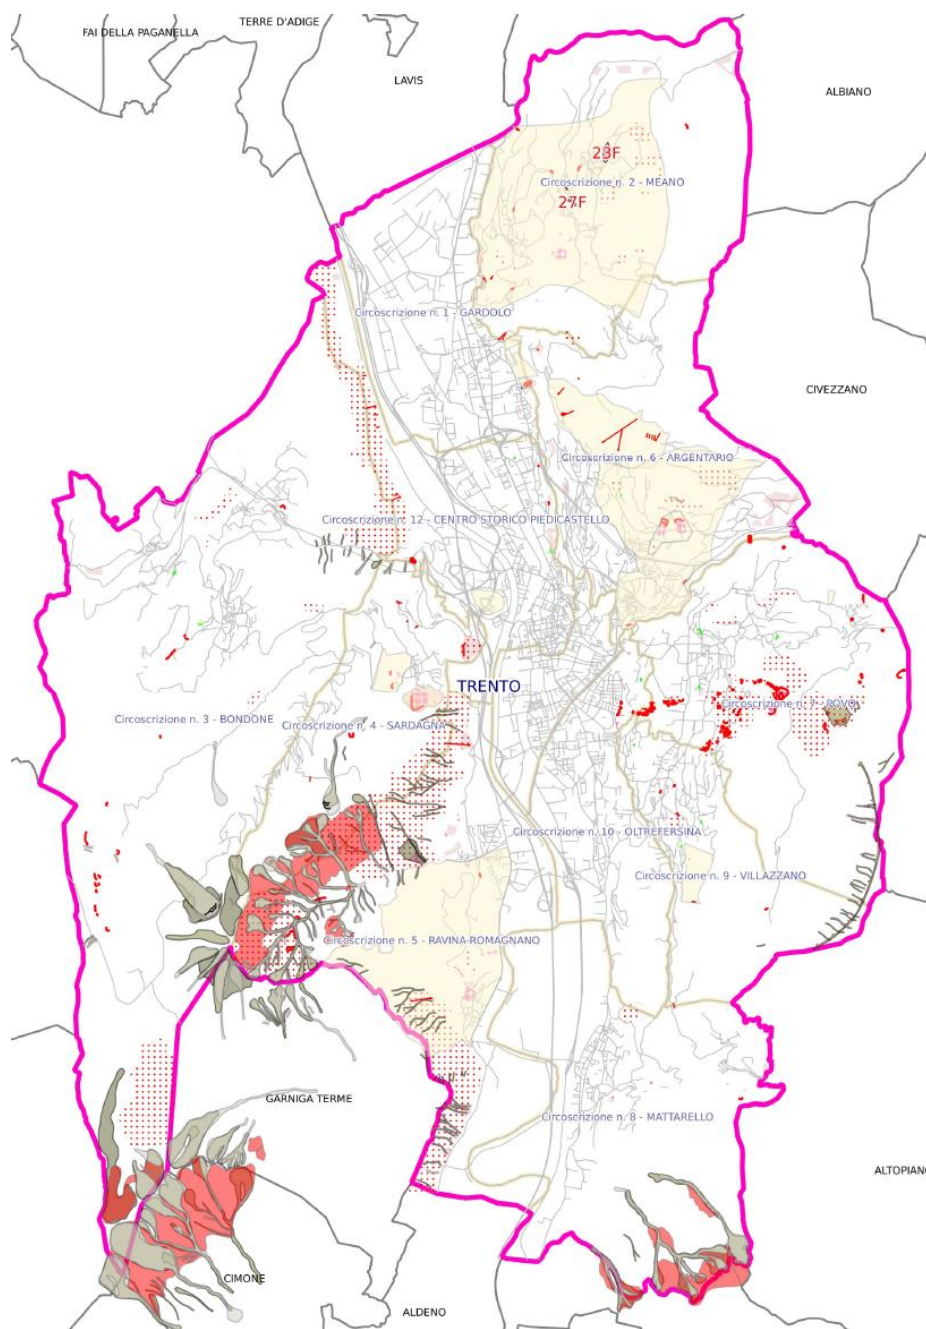 TERRE D'ADIGE
FAI DELLA PAGANELLA
LAVIS
ALBIANO
23F
Circoscrizione n. 2 - MEANO
27F
Circoscrizione n. 1 - GARDOLO
CIVEZZANO
Circoscrizione n. 6 - ARGENTARIO
Circoscrizione n. 12 - CENTRO STORICO PIEDICASTELLO
TRENTO
Circoscrizione n. 7 - POVO
Circoscrizione n. 3 - BONDONE
Circoscrizione n. 4 - SARDAGNA
Circoscrizione n. 10 - OLTREFERSINA
Circoscrizione n. 9 - VILLAZZANO
Circoscrizione n. 5 - RAVINA-ROMAGNANO
GARNIGA TERME
Circoscrizione n. 8 - MATTARELLO
ALTOPIANO
CIMONE
ALDENO